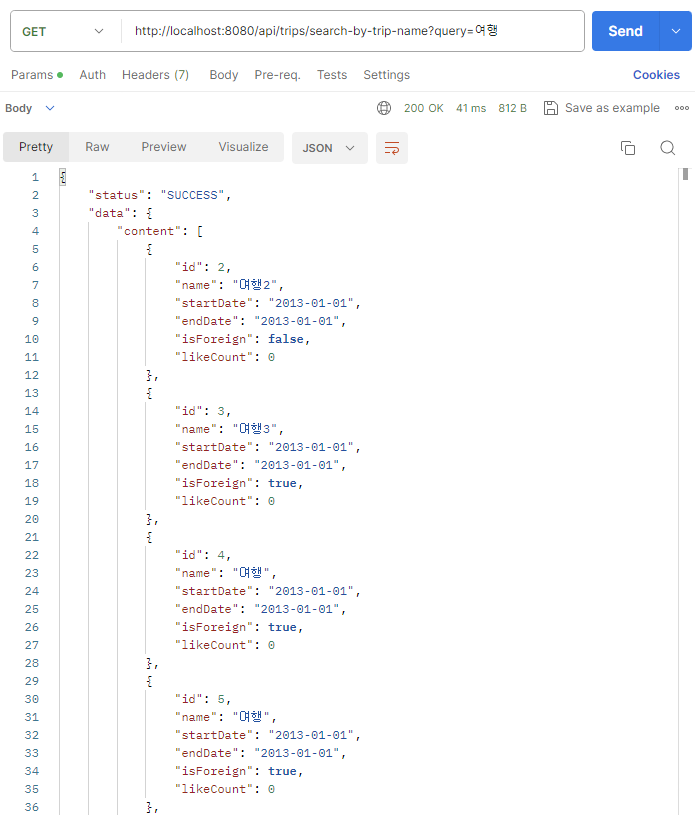 GET http://localhost:8080/api/trips/search-by-trip-name?query=여행 Send
Params Auth Headers (7) Body Pre-req. Tests Settings Cookies
Body 200 OK 41 ms 812 B Save as example
Pretty Raw Preview Visualize JSON
1 {
2 "status": "SUCCESS",
3 "data": {
4 "content": [
5 {
6 "id": 2,
7 "name": "여행2",
8 "startDate": "2013-01-01",
9 "endDate": "2013-01-01",
10 "isForeign": false,
11 "likeCount": 0
12 },
13 {
14 "id": 3,
15 "name": "여행3",
16 "startDate": "2013-01-01",
17 "endDate": "2013-01-01",
18 "isForeign": true,
19 "likeCount": 0
20 },
21 {
22 "id": 4,
23 "name": "여행",
24 "startDate": "2013-01-01",
25 "endDate": "2013-01-01",
26 "isForeign": true,
27 "likeCount": 0
28 },
29 {
30 "id": 5,
31 "name": "여행",
32 "startDate": "2013-01-01",
33 "endDate": "2013-01-01",
34 "isForeign": true,
35 "likeCount": 0
36 },